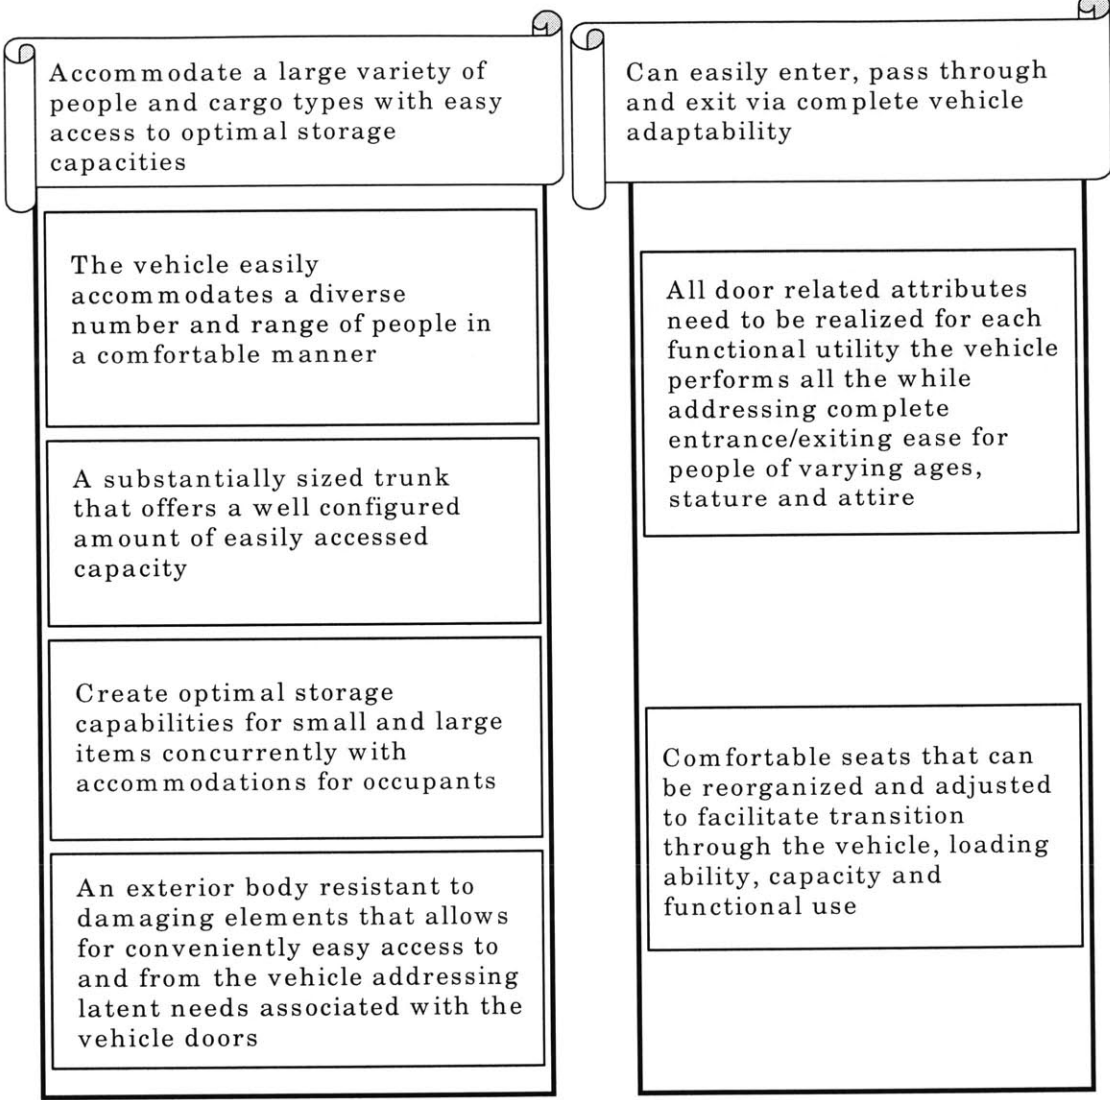 Accommodate a large variety of
people and cargo types with easy
access to optimal storage
capacities
The vehicle easily
accommodates a diverse
number and range of people in
a comfortable manner
A substantially sized trunk
that offers a well configured
amount of easily accessed
capacity
Create optimal storage
capabilities for small and large
items concurrently with
accommodations for occupants
An exterior body resistant to
damaging elements that allows
for conveniently easy access to
and from the vehicle addressing
latent needs associated with the
vehicle doors
Can easily enter, pass through
and exit via complete vehicle
adaptability
All door related attributes
need to be realized for each
functional utility the vehicle
performs all the while
addressing complete
entrance/exiting ease for
people of varying ages,
stature and attire
Comfortable seats that can
be reorganized and adjusted
to facilitate transition
through the vehicle, loading
ability, capacity and
functional use